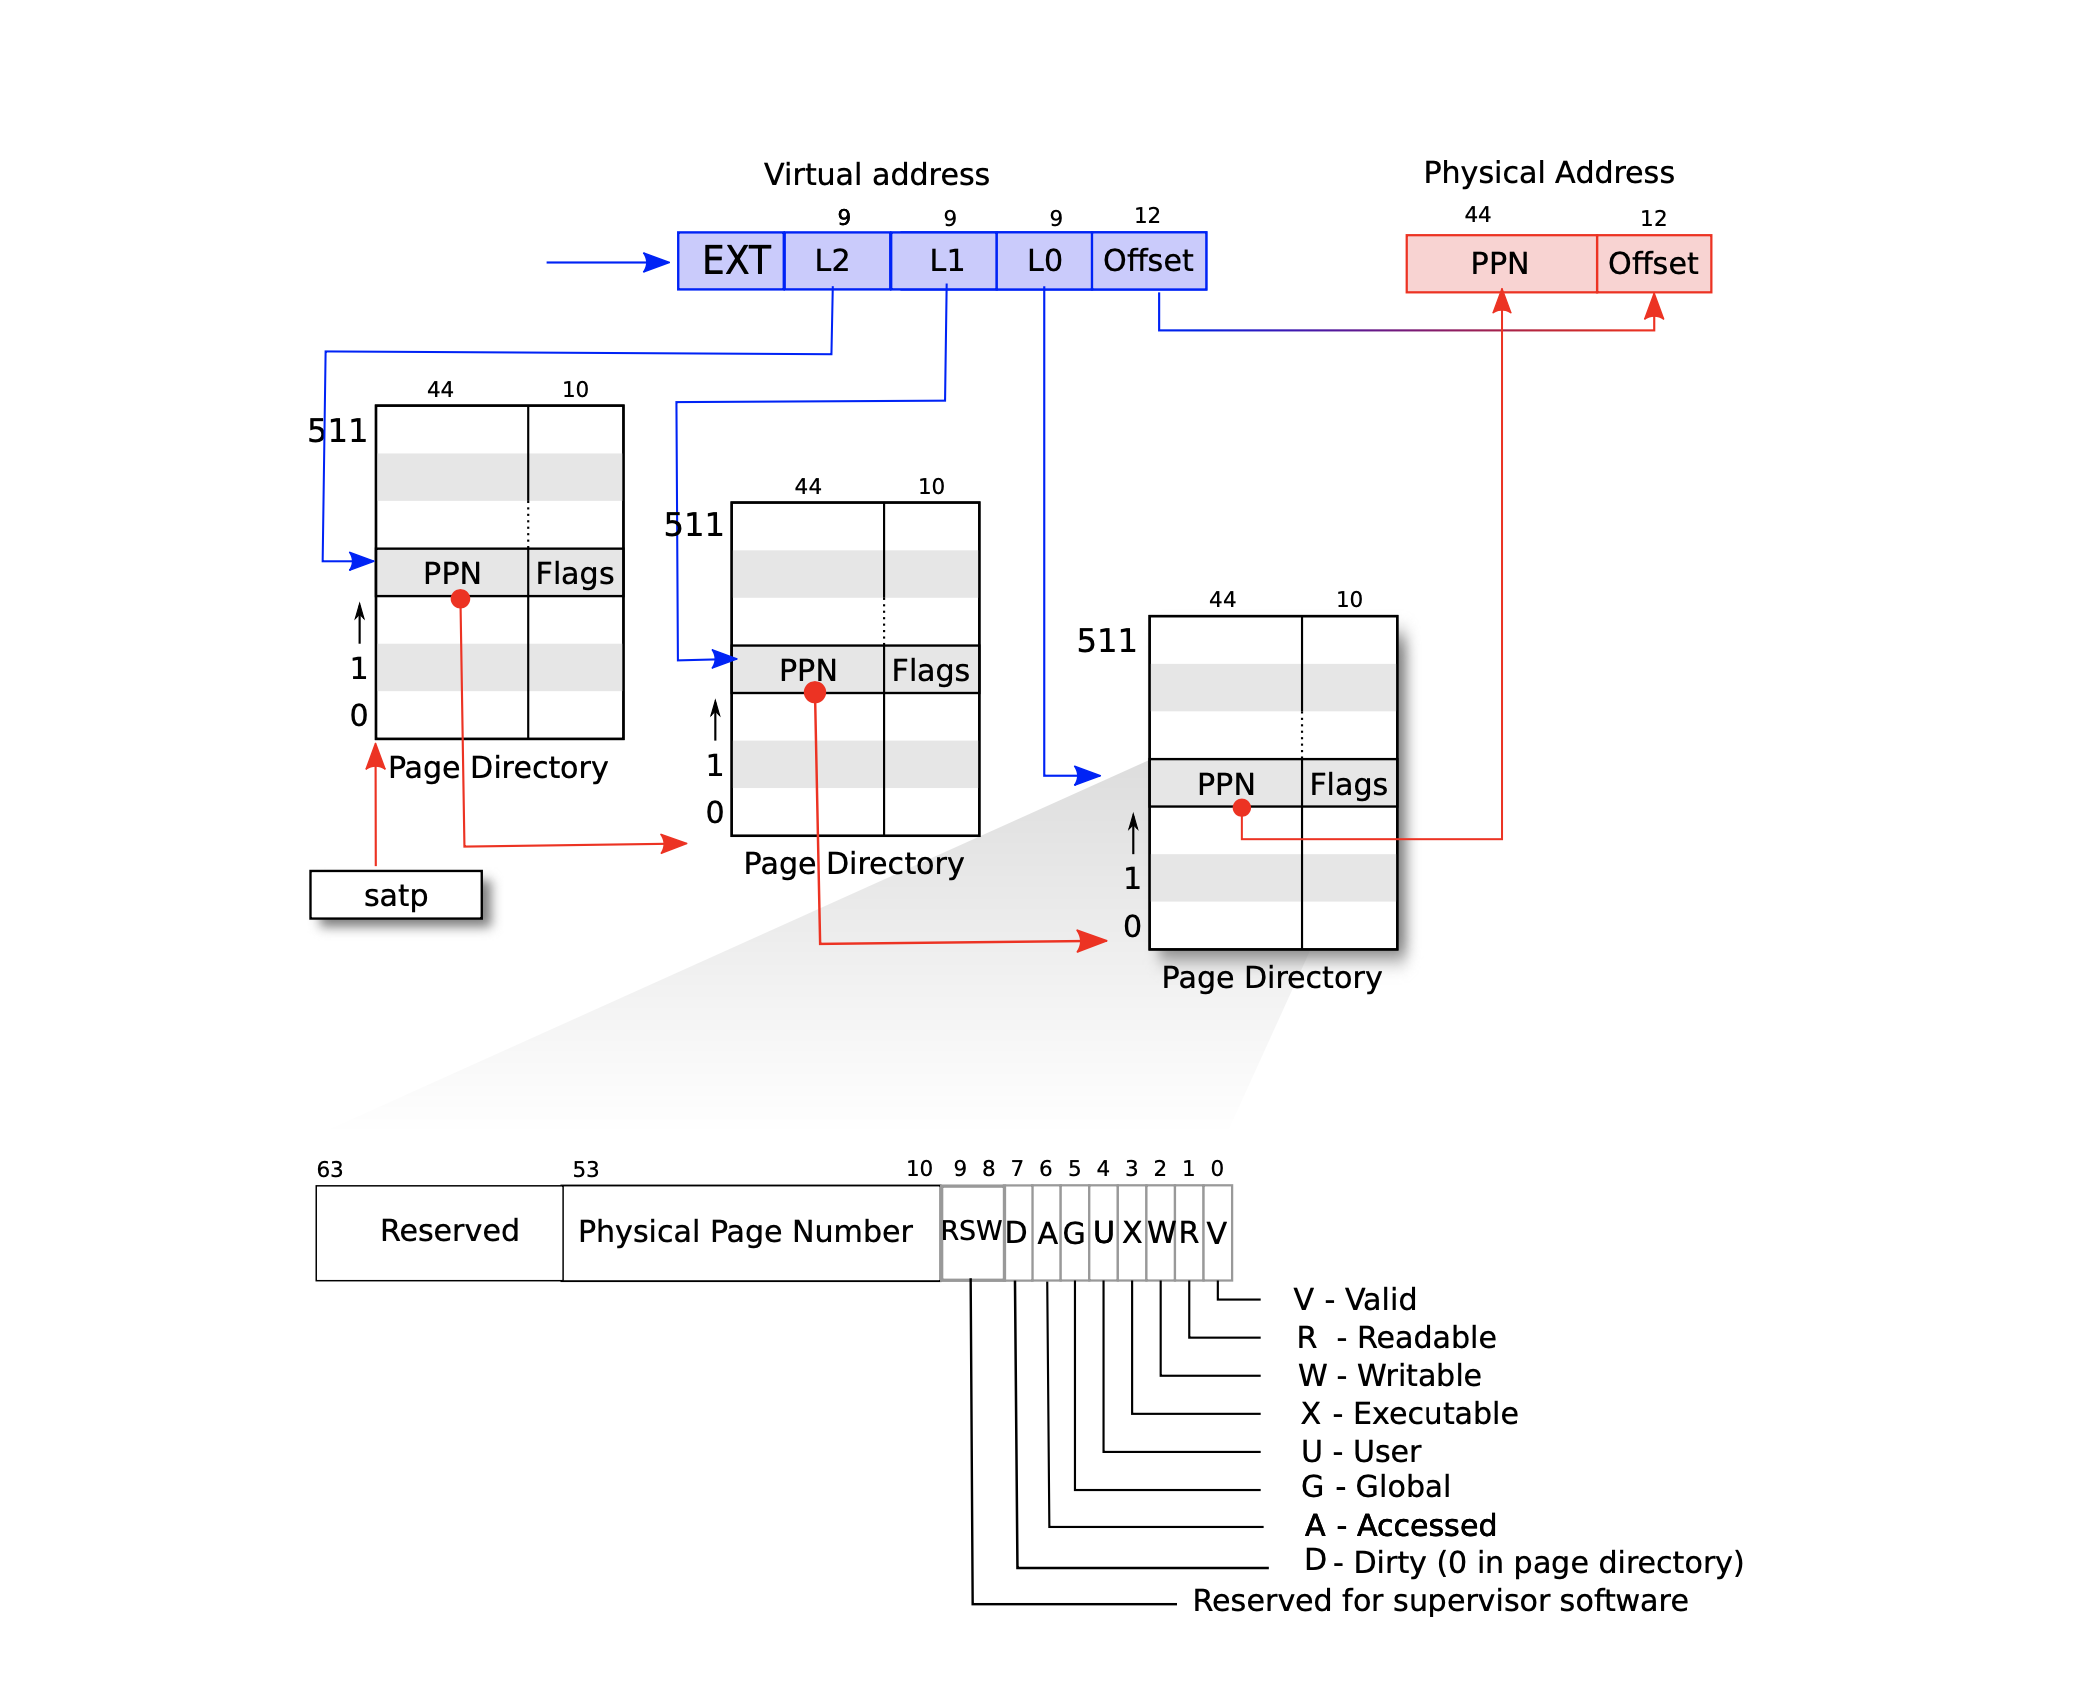 Virtual address
Physical Address
9 9 9 12
44 12
EXT L2 L1 L0 Offset
PPN Offset
44 10
511
PPN Flags
1
0
Page Directory
satp
44 10
511
PPN Flags
1
0
Page Directory
44 10
511
PPN Flags
1
0
Page Directory
63 53 10 9 8 7 6 5 4 3 2 1 0
Reserved Physical Page Number RSW D A G U X W R V
V - Valid
R - Readable
W - Writable
X - Executable
U - User
G - Global
A - Accessed
D - Dirty (0 in page directory)
Reserved for supervisor software